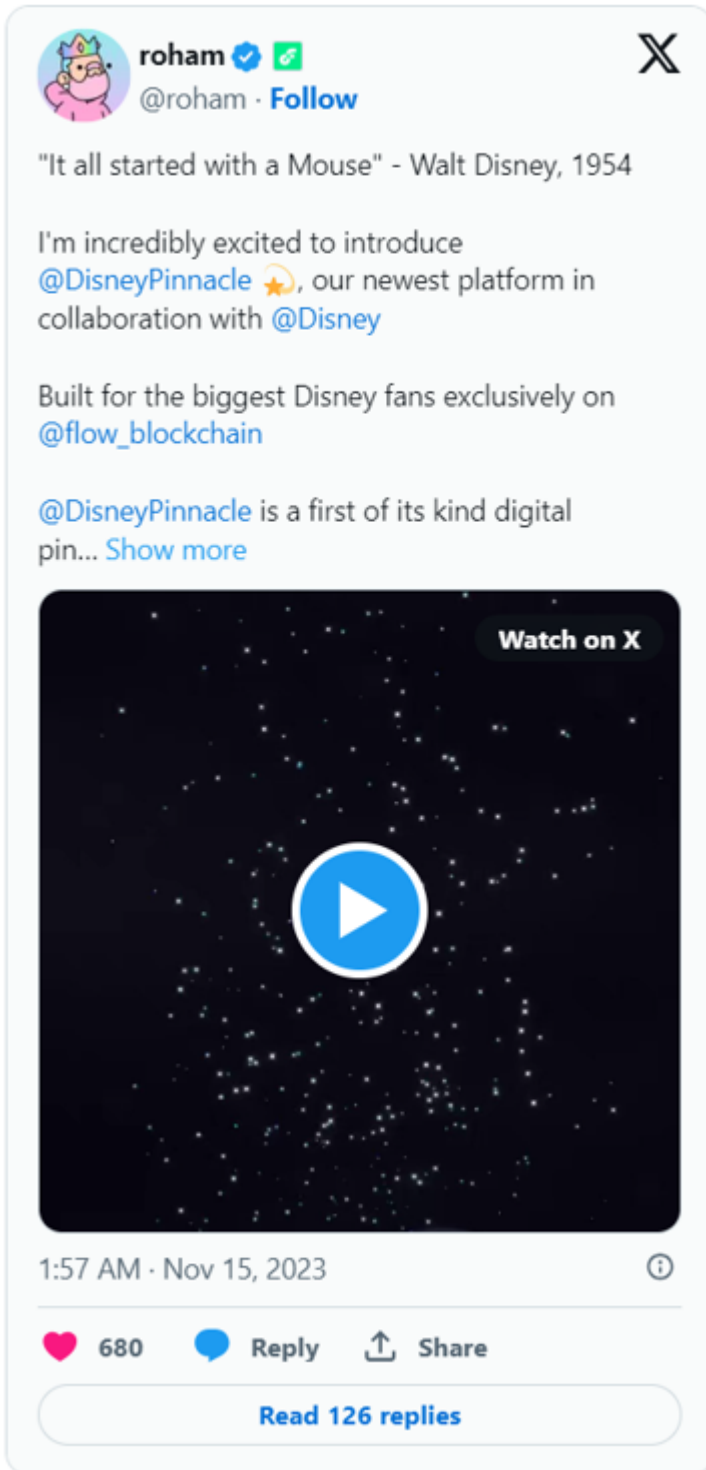 roham
@roham · Follow
"It all started with a Mouse" - Walt Disney, 1954
I'm incredibly excited to introduce
@DisneyPinnacle 💫, our newest platform in
collaboration with @Disney
Built for the biggest Disney fans exclusively on
@flow_blockchain
@DisneyPinnacle is a first of its kind digital
pin... Show more
Watch on X
1:57 AM · Nov 15, 2023
680 Reply Share
Read 126 replies